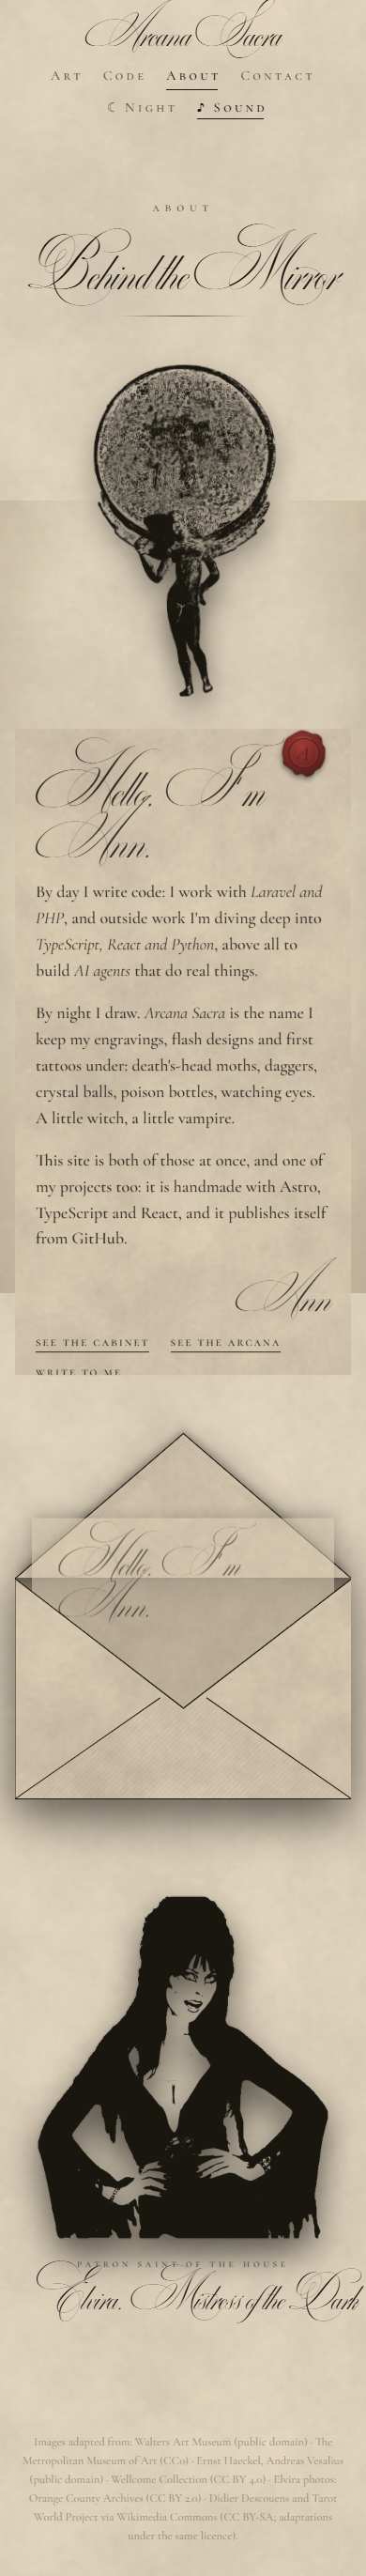 Arcana Sacra
Art Code About Contact
☾ Night ♪ Sound
ABOUT
Behind the Mirror
Hello. I'm
Ann.
By day I write code: I work with Laravel and
PHP, and outside work I'm diving deep into
TypeScript, React and Python, above all to
build AI agents that do real things.
By night I draw. Arcana Sacra is the name I
keep my engravings, flash designs and first
tattoos under: death's-head moths, daggers,
crystal balls, poison bottles, watching eyes.
A little witch, a little vampire.
This site is both of those at once, and one of
my projects too: it is handmade with Astro,
TypeScript and React, and it publishes itself
from GitHub.
Ann
SEE THE CABINET SEE THE ARCANA
WRITE TO ME
Hello. I'm
Ann.
PATRON SAINT OF THE HOUSE
Elvira, Mistress of the Dark
Images adapted from: Walters Art Museum (public domain) · The
Metropolitan Museum of Art (CC0) · Ernst Haeckel, Andreas Vesalius
(public domain) · Wellcome Collection (CC BY 4.0) · Elvira photos:
Orange County Archives (CC BY 2.0) · Didier Descouens and Tarot
World Project via Wikimedia Commons (CC BY-SA; adaptations
under the same licence).